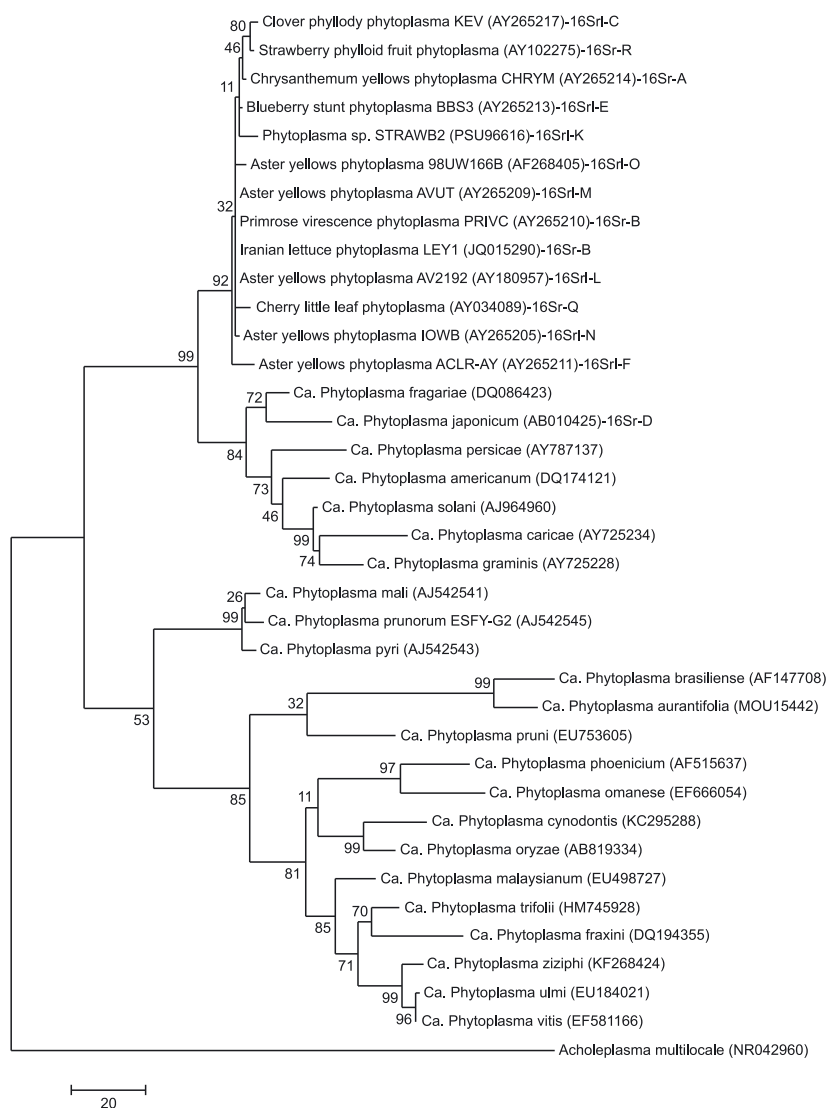 80
Clover phyllody phytoplasma KEV (AY265217)-16SrI-C
46
Strawberry phylloid fruit phytoplasma (AY102275)-16Sr-R
Chrysanthemum yellows phytoplasma CHRYM (AY265214)-16Sr-A
11
Blueberry stunt phytoplasma BBS3 (AY265213)-16SrI-E
Phytoplasma sp. STRAWB2 (PSU96616)-16SrI-K
Aster yellows phytoplasma 98UW166B (AF268405)-16SrI-O
Aster yellows phytoplasma AVUT (AY265209)-16SrI-M
32
Primrose virescence phytoplasma PRIVC (AY265210)-16Sr-B
Iranian lettuce phytoplasma LEY1 (JQ015290)-16Sr-B
92
Aster yellows phytoplasma AV2192 (AY180957)-16SrI-L
Cherry little leaf phytoplasma (AY034089)-16Sr-Q
Aster yellows phytoplasma IOWB (AY265205)-16SrI-N
99
Aster yellows phytoplasma ACLR-AY (AY265211)-16SrI-F
72
Ca. Phytoplasma fragariae (DQ086423)
Ca. Phytoplasma japonicum (AB010425)-16Sr-D
84
Ca. Phytoplasma persicae (AY787137)
73
Ca. Phytoplasma americanum (DQ174121)
46
Ca. Phytoplasma solani (AJ964960)
99
Ca. Phytoplasma caricae (AY725234)
74
Ca. Phytoplasma graminis (AY725228)
26
Ca. Phytoplasma mali (AJ542541)
99
Ca. Phytoplasma prunorum ESFY-G2 (AJ542545)
Ca. Phytoplasma pyri (AJ542543)
99
Ca. Phytoplasma brasiliense (AF147708)
32
Ca. Phytoplasma aurantifolia (MOU15442)
53
Ca. Phytoplasma pruni (EU753605)
97
Ca. Phytoplasma phoenicium (AF515637)
85
11
Ca. Phytoplasma omanese (EF666054)
Ca. Phytoplasma cynodontis (KC295288)
99
Ca. Phytoplasma oryzae (AB819334)
81
Ca. Phytoplasma malaysianum (EU498727)
70
Ca. Phytoplasma trifolii (HM745928)
85
Ca. Phytoplasma fraxini (DQ194355)
71
Ca. Phytoplasma ziziphi (KF268424)
99
Ca. Phytoplasma ulmi (EU184021)
96
Ca. Phytoplasma vitis (EF581166)
Acholeplasma multilocale (NR042960)
20